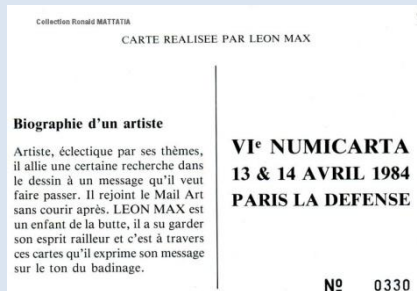 Collection Ronald MATTATIA
CARTE REALISEE PAR LEON MAX
Biographie d'un artiste
Artiste, éclectique par ses thèmes,
il allie une certaine recherche dans
le dessin à un message qu'il veut
faire passer. Il rejoint le Mail Art
sans courir après. LEON MAX est
un enfant de la butte, il a su garder
son esprit railleur et c'est à travers
ces cartes qu'il exprime son message
sur le ton du badinage.
VIe NUMICARTA
13 & 14 AVRIL 1984
PARIS LA DEFENSE
Nº 0330